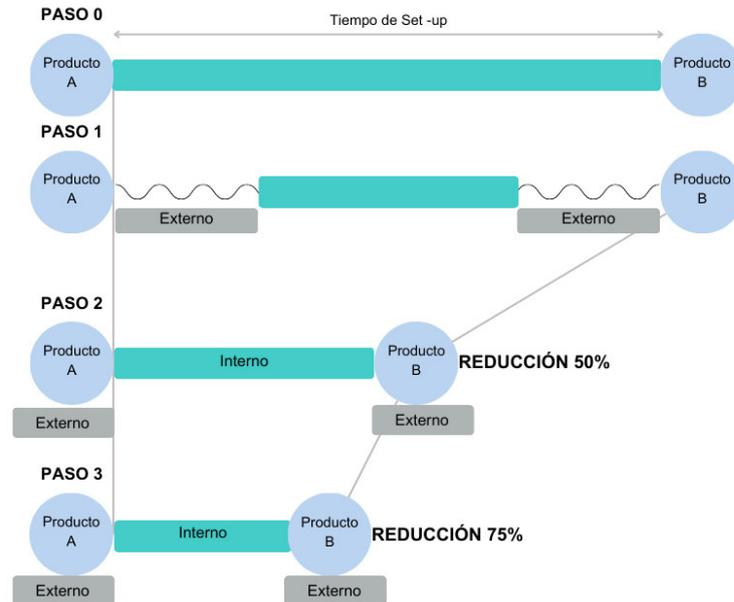 PASO 0
Tiempo de Set -up
Producto
A
Producto
B
PASO 1
Producto
A
Externo
Externo
Producto
B
PASO 2
Producto
A
Interno
Producto
B
REDUCCIÓN 50%
Externo
Externo
PASO 3
Producto
A
Interno
Producto
B
REDUCCIÓN 75%
Externo
Externo